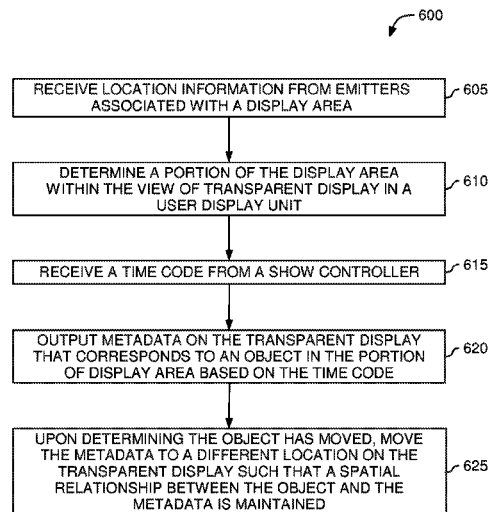 600
RECEIVE LOCATION INFORMATION FROM EMITTERS
ASSOCIATED WITH A DISPLAY AREA
605
DETERMINE A PORTION OF THE DISPLAY AREA
WITHIN THE VIEW OF TRANSPARENT DISPLAY IN A
USER DISPLAY UNIT
610
RECEIVE A TIME CODE FROM A SHOW CONTROLLER
615
OUTPUT METADATA ON THE TRANSPARENT DISPLAY
THAT CORRESPONDS TO AN OBJECT IN THE PORTION
OF DISPLAY AREA BASED ON THE TIME CODE
620
UPON DETERMINING THE OBJECT HAS MOVED, MOVE
THE METADATA TO A DIFFERENT LOCATION ON THE
TRANSPARENT DISPLAY SUCH THAT A SPATIAL
RELATIONSHIP BETWEEN THE OBJECT AND THE
METADATA IS MAINTAINED
625